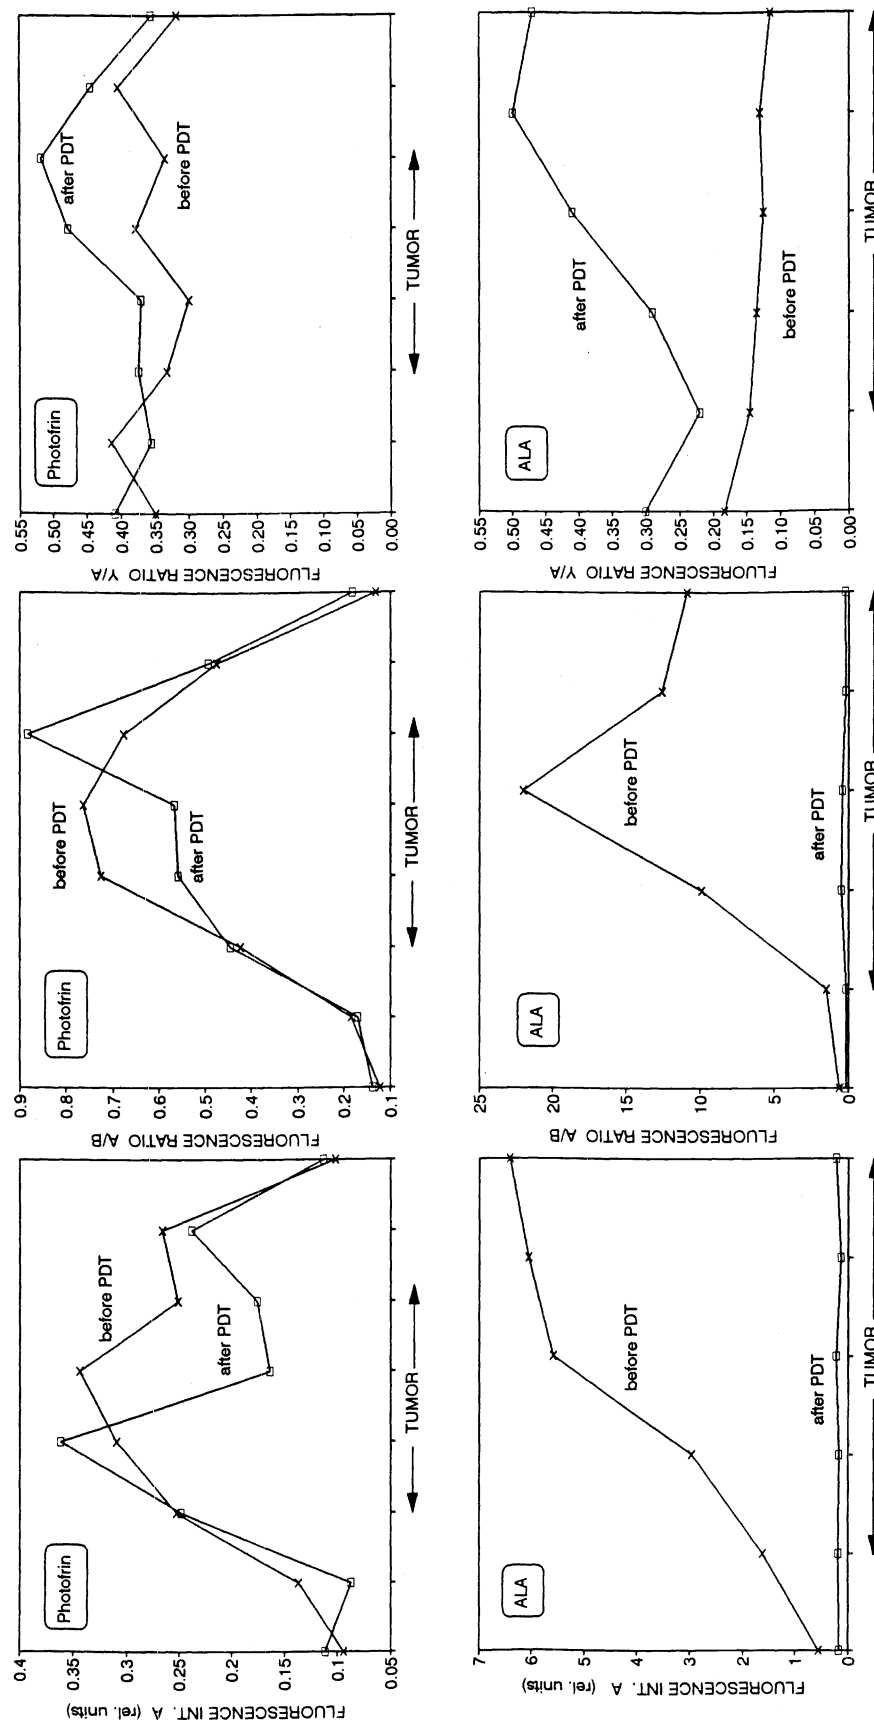 FLUORESCENCE INT. A (rel. units)
0.4
0.35
0.3
0.25
0.2
0.15
0.1
0.05
Photofrin
before PDT
after PDT
TUMOR
FLUORESCENCE RATIO A/B
0.9
0.8
0.7
0.6
0.5
0.4
0.3
0.2
0.1
Photofrin
before PDT
after PDT
TUMOR
FLUORESCENCE RATIO Y/A
0.55
0.50
0.45
0.40
0.35
0.30
0.25
0.20
0.15
0.10
0.05
0.00
Photofrin
after PDT
before PDT
TUMOR
FLUORESCENCE INT. A (rel. units)
7
6
5
4
3
2
1
0
ALA
before PDT
after PDT
TUMOR
FLUORESCENCE RATIO A/B
25
20
15
10
5
0
ALA
before PDT
after PDT
TUMOR
FLUORESCENCE RATIO Y/A
0.55
0.50
0.45
0.40
0.35
0.30
0.25
0.20
0.15
0.10
0.05
0.00
ALA
after PDT
before PDT
TUMOR